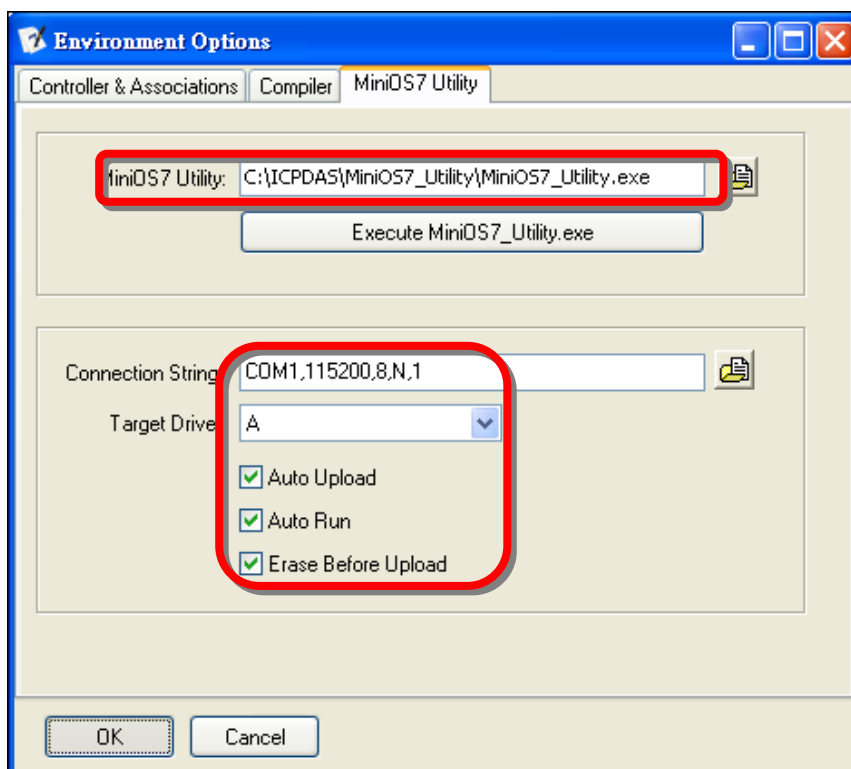 Environment Options
Controller & Associations Compiler MiniOS7 Utility
MiniOS7 Utility: C:\ICPDAS\MiniOS7_Utility\MiniOS7_Utility.exe
Execute MiniOS7_Utility.exe
Connection String COM1,115200,8,N,1
Target Drive A
Auto Upload
Auto Run
Erase Before Upload
OK Cancel